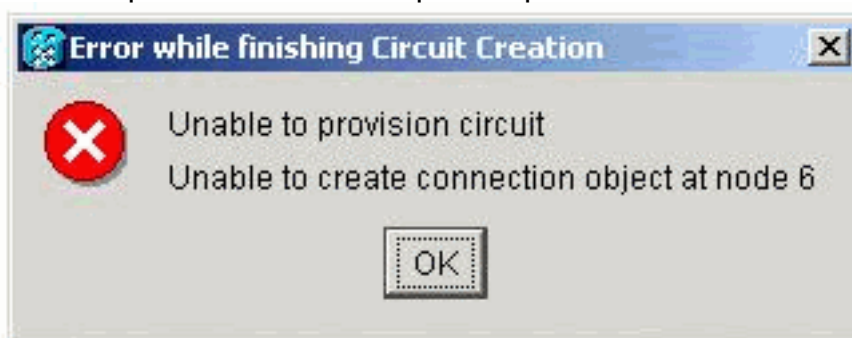 Error while finishing Circuit Creation
Unable to provision circuit
Unable to create connection object at node 6
OK